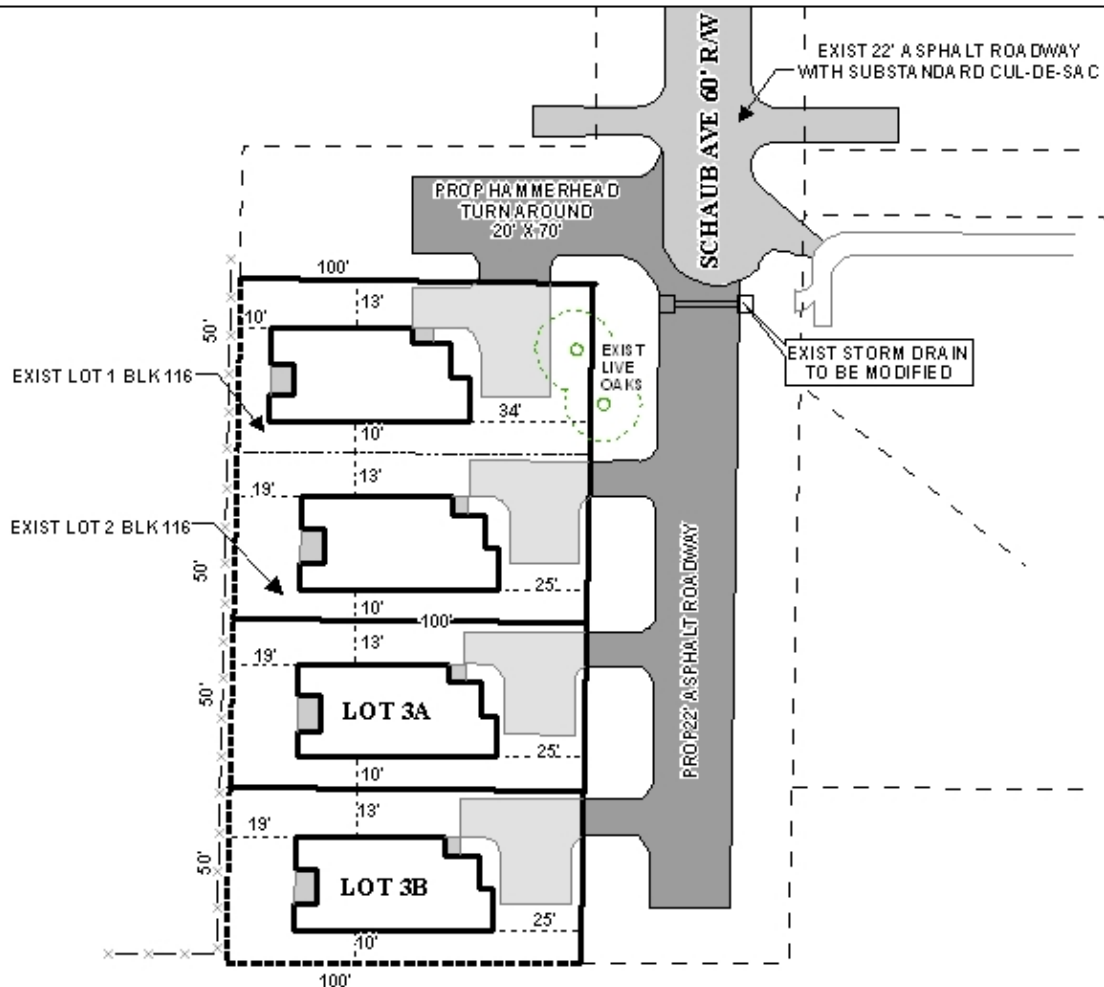 EXIST 22' ASPHALT ROADWAY
WITH SUBSTANDARD CUL-DE-SAC
SCHAUB AVE 60' R/W
PROP HAMMERHEAD
TURNAROUND
20' X 70'
100'
13'
10'
50'
EXIST LOT 1 BLK 116
EXIST
LIVE
OAKS
EXIST STORM DRAIN
TO BE MODIFIED
34'
10'
13'
19'
EXIST LOT 2 BLK 116
50'
25'
10'
100'
13'
19'
50'
LOT 3A
PROP 22' ASPHALT ROADWAY
25'
10'
13'
19'
50'
LOT 3B
25'
10'
100'